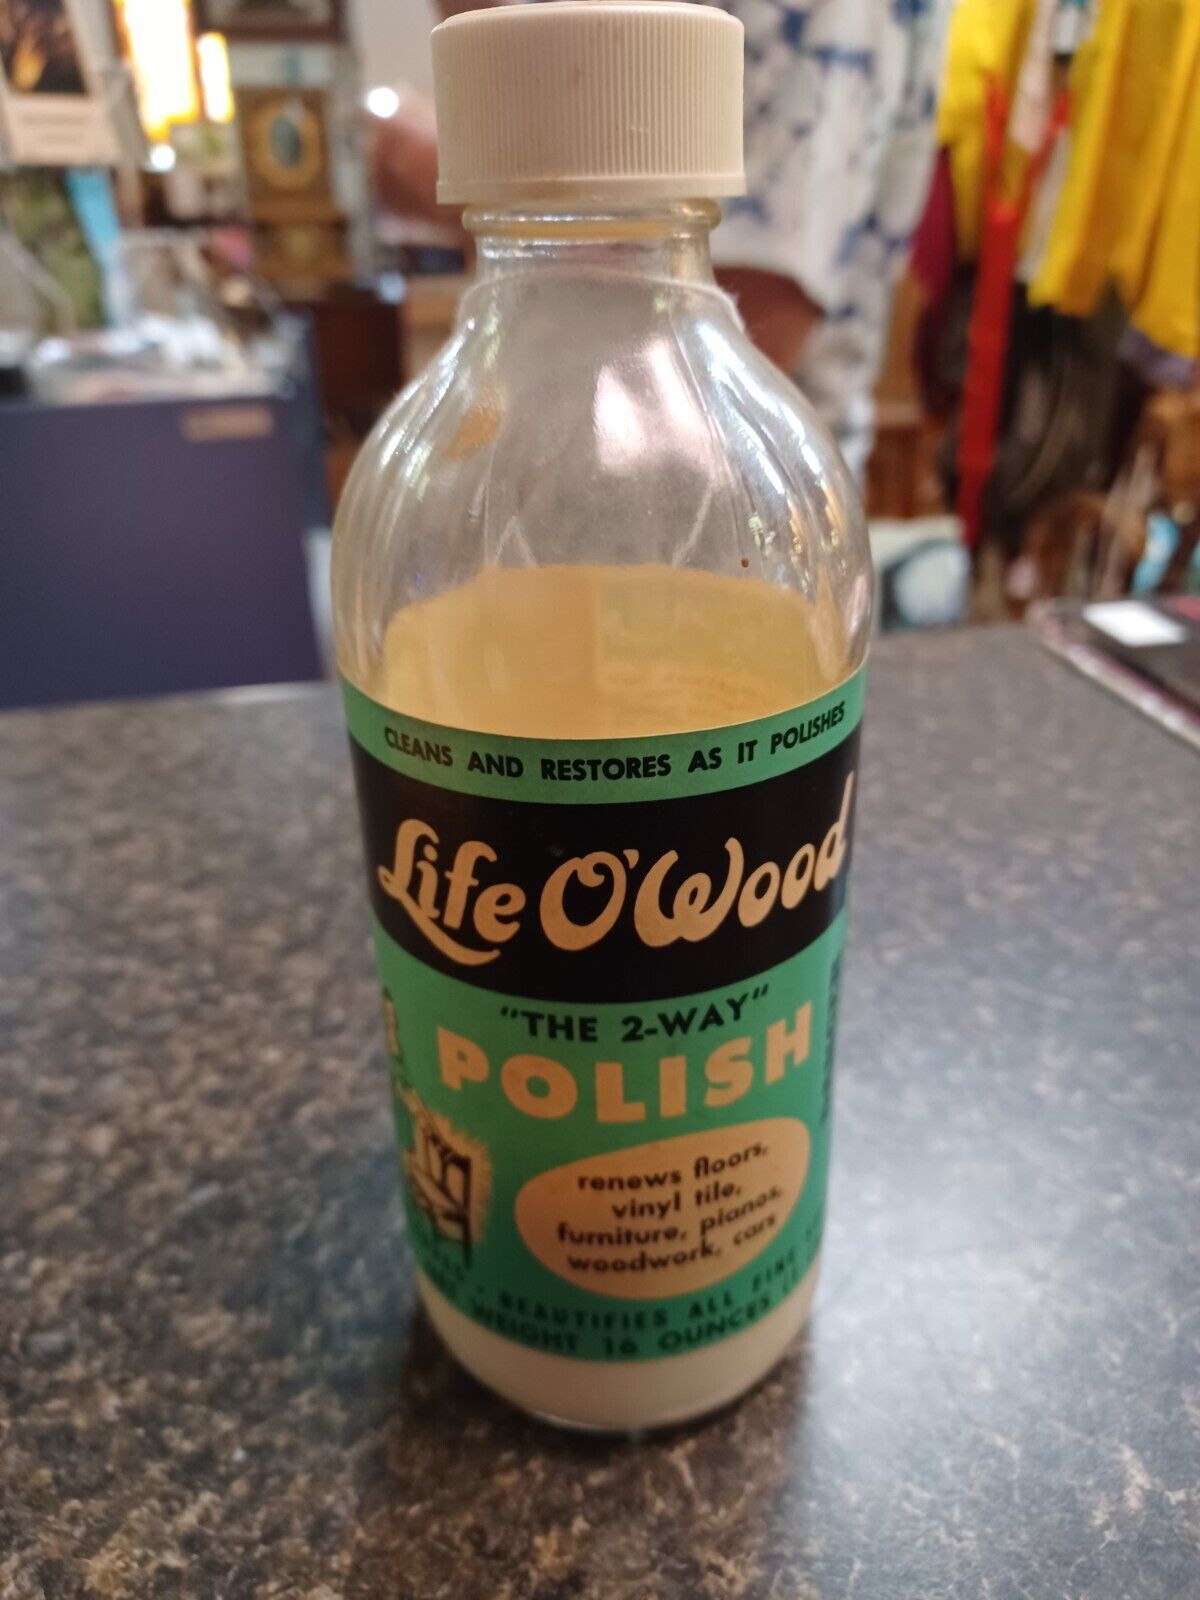 CLEANS AND RESTORES AS IT POLISHES
Life O'Wood
"THE 2-WAY"
POLISH
renews floors,
vinyl tile,
furniture, pianos,
woodwork, cars
BEAUTIFIES ALL FINE
WEIGHT 16 OUNCES